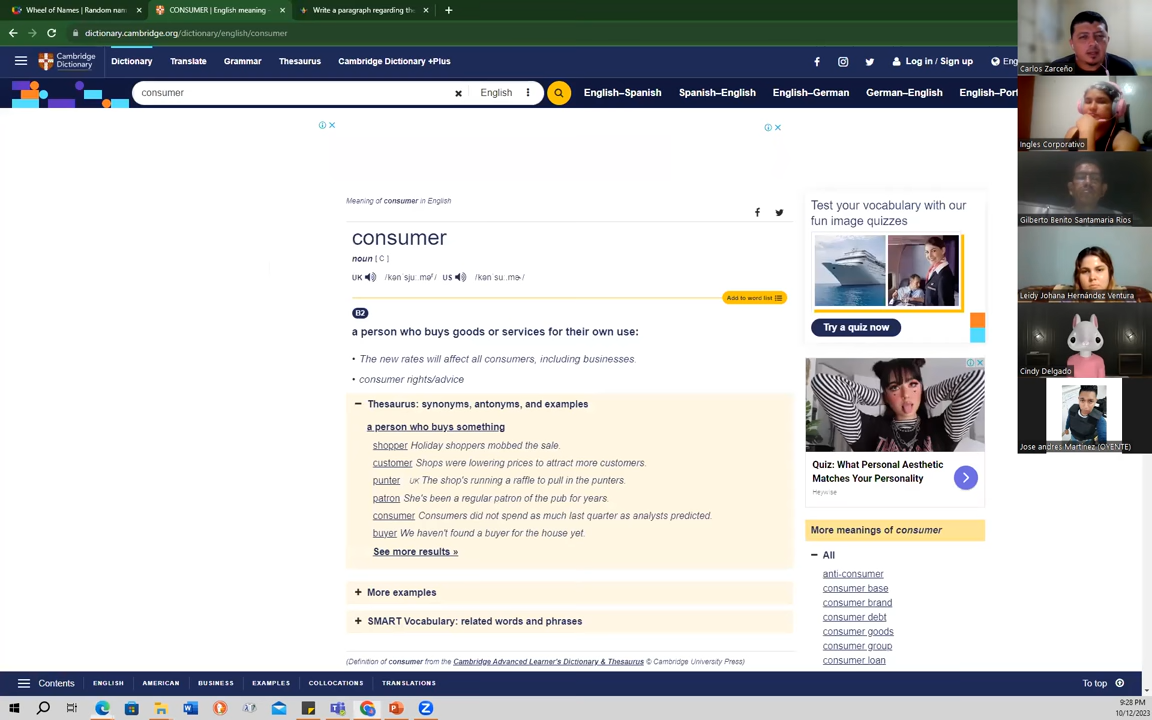 Wheel of Names | Random nam
CONSUMER | English meaning -
Write a paragraph regarding the
dictionary.cambridge.org/dictionary/english/consumer
Cambridge Dictionary
Dictionary
Translate
Grammar
Thesaurus
Cambridge Dictionary +Plus
Log in / Sign up
Eng
consumer
English
English–Spanish
Spanish–English
English–German
German–English
English–Port
Meaning of consumer in English
consumer
noun [ C ]
UK /kənˈsjuː.mər/ US /kənˈsuː.mɚ/
Add to word list
B2
a person who buys goods or services for their own use:
• The new rates will affect all consumers, including businesses.
• consumer rights/advice
Thesaurus: synonyms, antonyms, and examples
a person who buys something
shopper Holiday shoppers mobbed the sale.
customer Shops were lowering prices to attract more customers.
punter UK The shop's running a raffle to pull in the punters.
patron She's been a regular patron of the pub for years.
consumer Consumers did not spend as much last quarter as analysts predicted.
buyer We haven't found a buyer for the house yet.
See more results »
+ More examples
+ SMART Vocabulary: related words and phrases
(Definition of consumer from the Cambridge Advanced Learner's Dictionary & Thesaurus © Cambridge University Press)
Test your vocabulary with our
fun image quizzes
Try a quiz now
Quiz: What Personal Aesthetic
Matches Your Personality
Heywise
More meanings of consumer
All
anti-consumer
consumer base
consumer brand
consumer debt
consumer goods
consumer group
consumer loan
Contents
ENGLISH
AMERICAN
BUSINESS
EXAMPLES
COLLOCATIONS
TRANSLATIONS
To top
Carlos Zarceño
Ingles Corporativo
Gilberto Benito Santamaria Rios
Leidy Johana Hernández Ventura
Cindy Delgado
Jose andres Martinez (OYENTE)
9:28 PM
10/12/2023